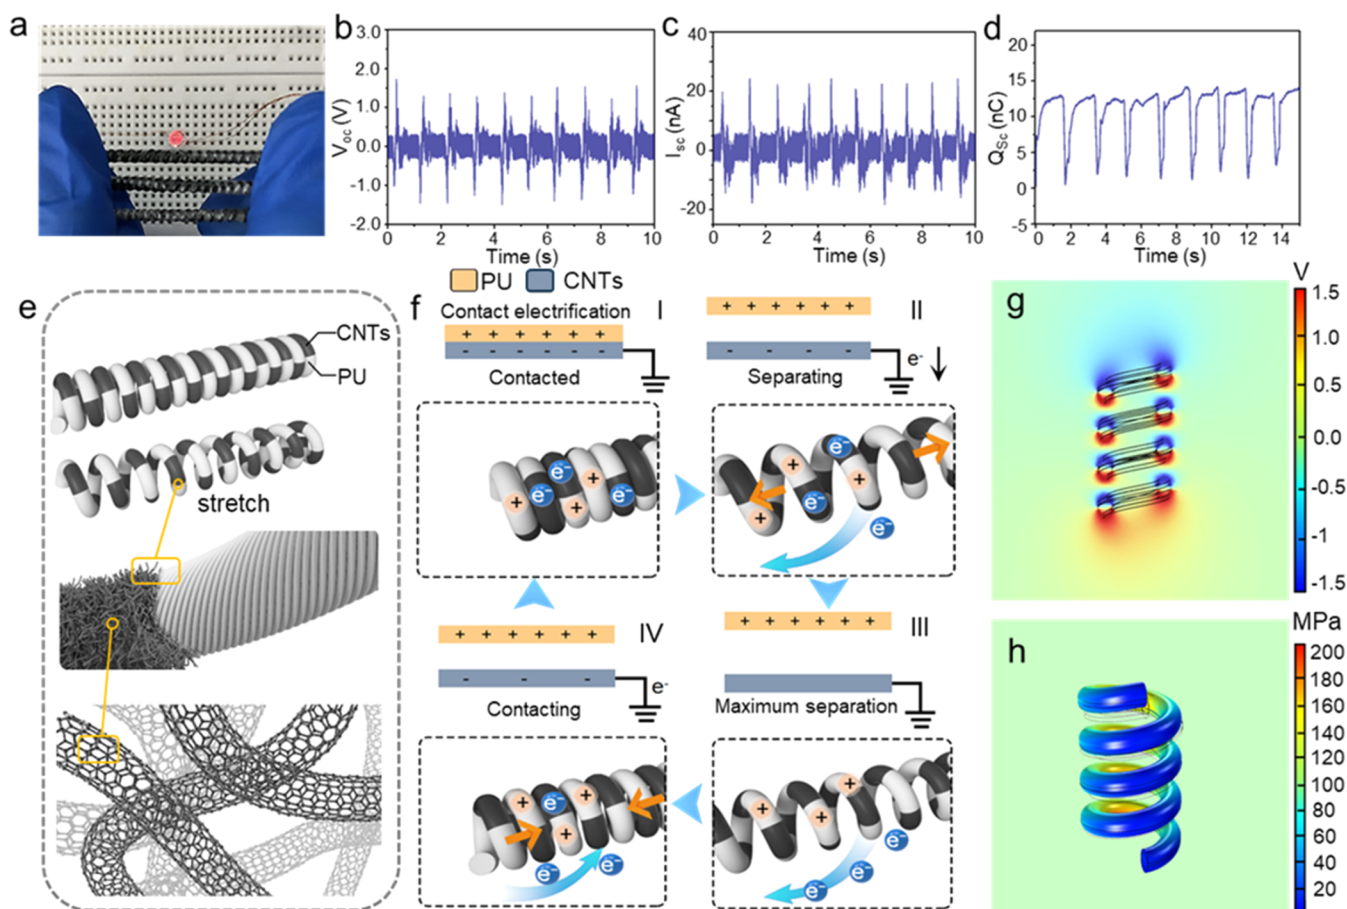 a
b
3.0
2.0
1.0
0.0
-1.0
-2.0
Voc (V)
0 2 4 6 8 10
Time (s)
c
40
20
0
-20
Isc (nA)
0 2 4 6 8 10
Time (s)
d
20
15
10
5
0
-5
QSc (nC)
0 2 4 6 8 10 12 14
Time (s)
e
CNTs
PU
stretch
PU CNTs
f
Contact electrification
I
+ + + + + +
- - - - - -
Contacted
II
+ + + + + +
- - - -
e-
Separating
+ e- e- + + e-
+ + e- e- + e-
IV
+ + + + + +
- - -
e-
Contacting
III
+ + + + + +
Maximum separation
+ e- + + e- e-
+ + + e- e- e-
g
V
1.5
1.0
0.5
0.0
-0.5
-1
-1.5
h
MPa
200
180
160
140
120
100
80
60
40
20